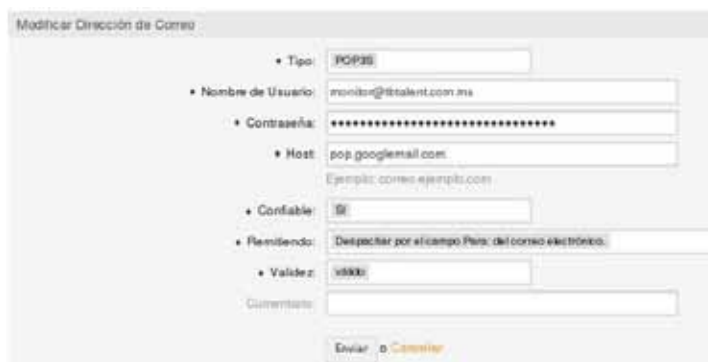 Modificar Dirección de Correo
* Tipo: POP3S
* Nombre de Usuario: monitor@tbtalent.com.mx
* Contraseña: ********************************
* Host: pop.googlemail.com
Ejemplo: correo.ejemplo.com
* Confiable: Sí
* Remitiendo: Despachar por el campo Para: del correo electrónico.
* Validez: válido
Comentario:
Enviar o Cancelar